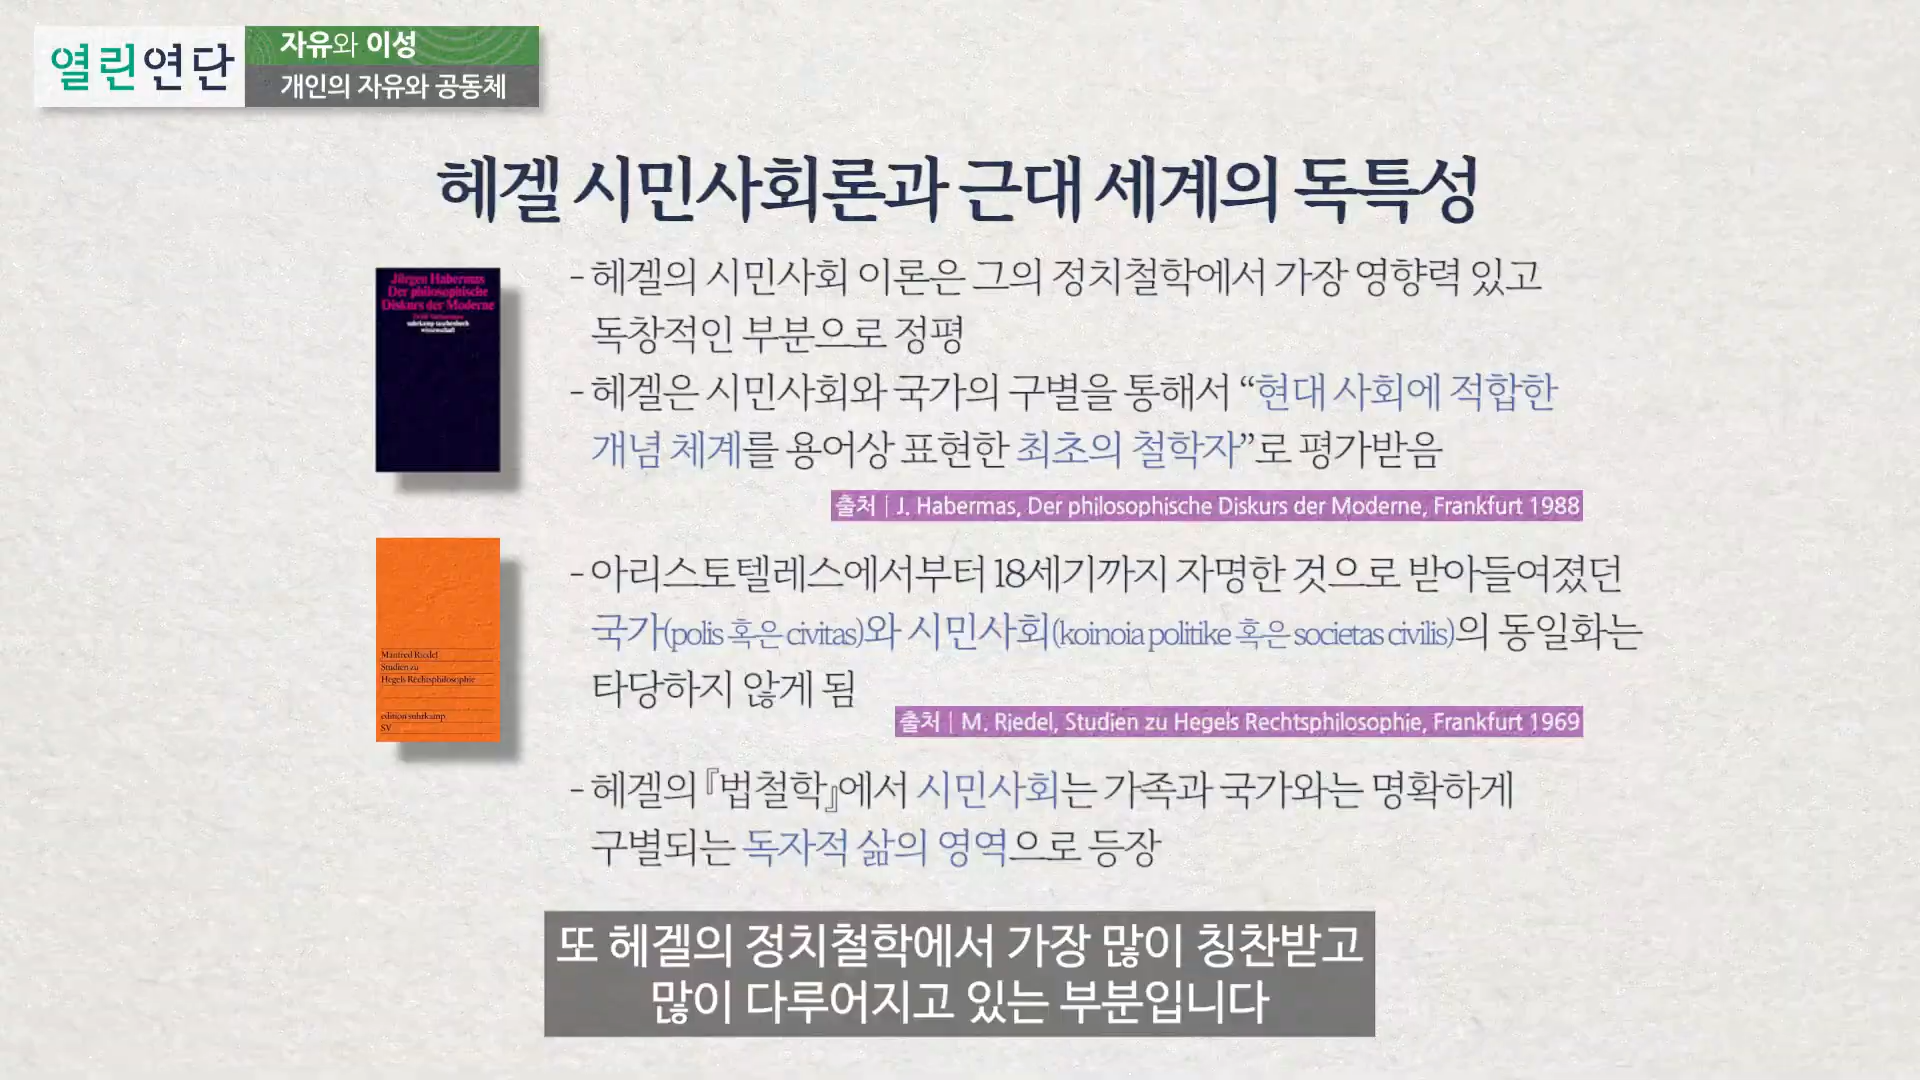 열린연단
자유와 이성
개인의 자유와 공동체
헤겔 시민사회론과 근대 세계의 독특성
Jürgen Habermas
Der philosophische
Diskurs der Moderne
suhrkamp taschenbuch
wissenschaft
- 헤겔의 시민사회 이론은 그의 정치철학에서 가장 영향력 있고
독창적인 부분으로 정평
- 헤겔은 시민사회와 국가의 구별을 통해서 “현대 사회에 적합한
개념 체계를 용어상 표현한 최초의 철학자”로 평가받음
출처 | J. Habermas, Der philosophische Diskurs der Moderne, Frankfurt 1988
Manfred Riedel
Studien zu
Hegels Rechtsphilosophie
edition suhrkamp
SV
- 아리스토텔레스에서부터 18세기까지 자명한 것으로 받아들여졌던
국가(polis 혹은 civitas)와 시민사회(koinoia politike 혹은 societas civilis)의 동일화는
타당하지 않게 됨
출처 | M. Riedel, Studien zu Hegels Rechtsphilosophie, Frankfurt 1969
- 헤겔의 『법철학』에서 시민사회는 가족과 국가와는 명확하게
구별되는 독자적 삶의 영역으로 등장
또 헤겔의 정치철학에서 가장 많이 칭찬받고
많이 다루어지고 있는 부분입니다